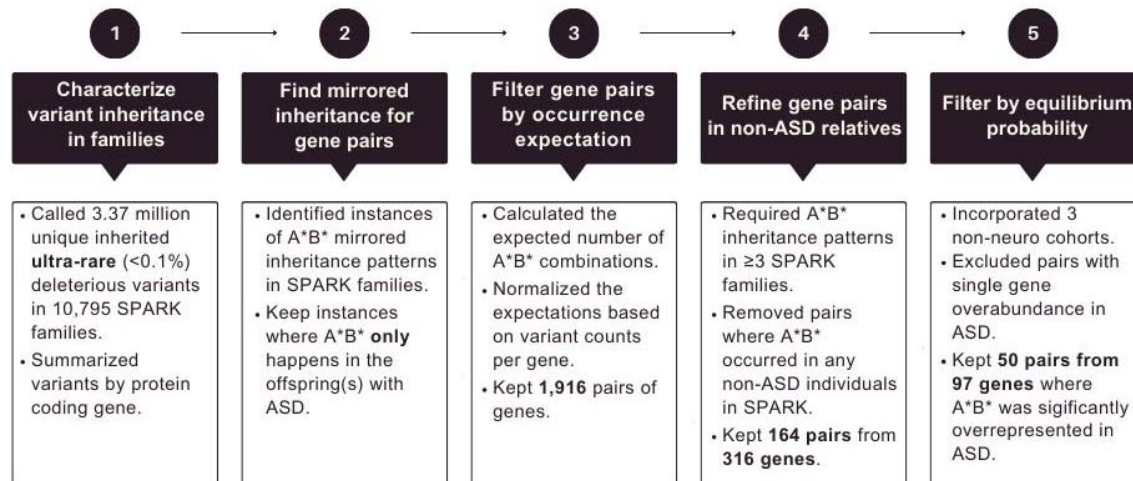 1
2
3
4
5
Characterize
variant inheritance
in families
Find mirrored
inheritance for
gene pairs
Filter gene pairs
by occurrence
expectation
Refine gene pairs
in non-ASD relatives
Filter by equilibrium
probability
• Called 3.37 million
unique inherited
ultra-rare (<0.1%)
deleterious variants
in 10,795 SPARK
families.
• Summarized
variants by protein
coding gene.
• Identified instances
of A*B* mirrored
inheritance patterns
in SPARK families.
• Keep instances
where A*B* only
happens in the
offspring(s) with
ASD.
• Calculated the
expected number of
A*B* combinations.
• Normalized the
expectations based
on variant counts
per gene.
• Kept 1,916 pairs of
genes.
• Required A*B*
inheritance patterns
in ≥3 SPARK
families.
• Removed pairs
where A*B*
occurred in any
non-ASD individuals
in SPARK.
• Kept 164 pairs from
316 genes.
• Incorporated 3
non-neuro cohorts.
• Excluded pairs with
single gene
overabundance in
ASD.
• Kept 50 pairs from
97 genes where
A*B* was sigificantly
overrepresented in
ASD.